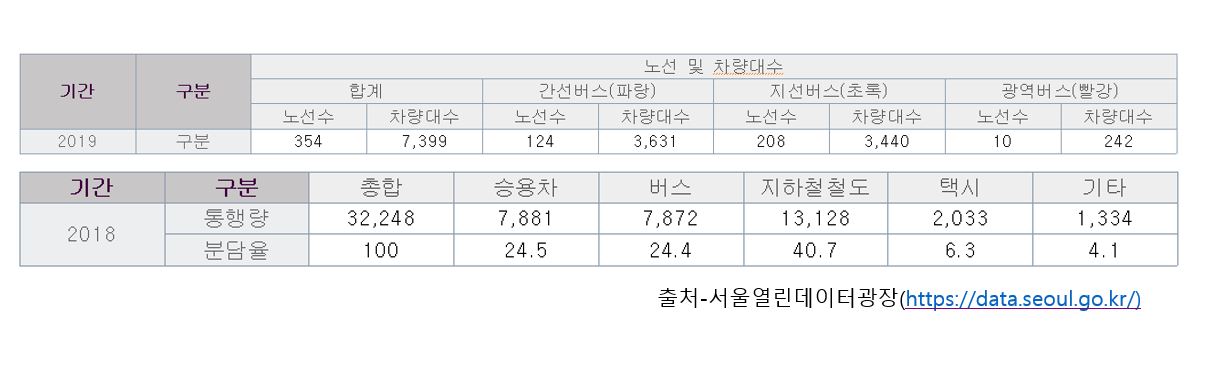 기간 구분 노선 및 차량대수
합계 간선버스(파랑) 지선버스(초록) 광역버스(빨강)
노선수 차량대수 노선수 차량대수 노선수 차량대수 노선수 차량대수
2019 구분 354 7,399 124 3,631 208 3,440 10 242
기간 구분 총합 승용차 버스 지하철철도 택시 기타
2018 통행량 32,248 7,881 7,872 13,128 2,033 1,334
분담율 100 24.5 24.4 40.7 6.3 4.1
출처-서울열린데이터광장(https://data.seoul.go.kr/)